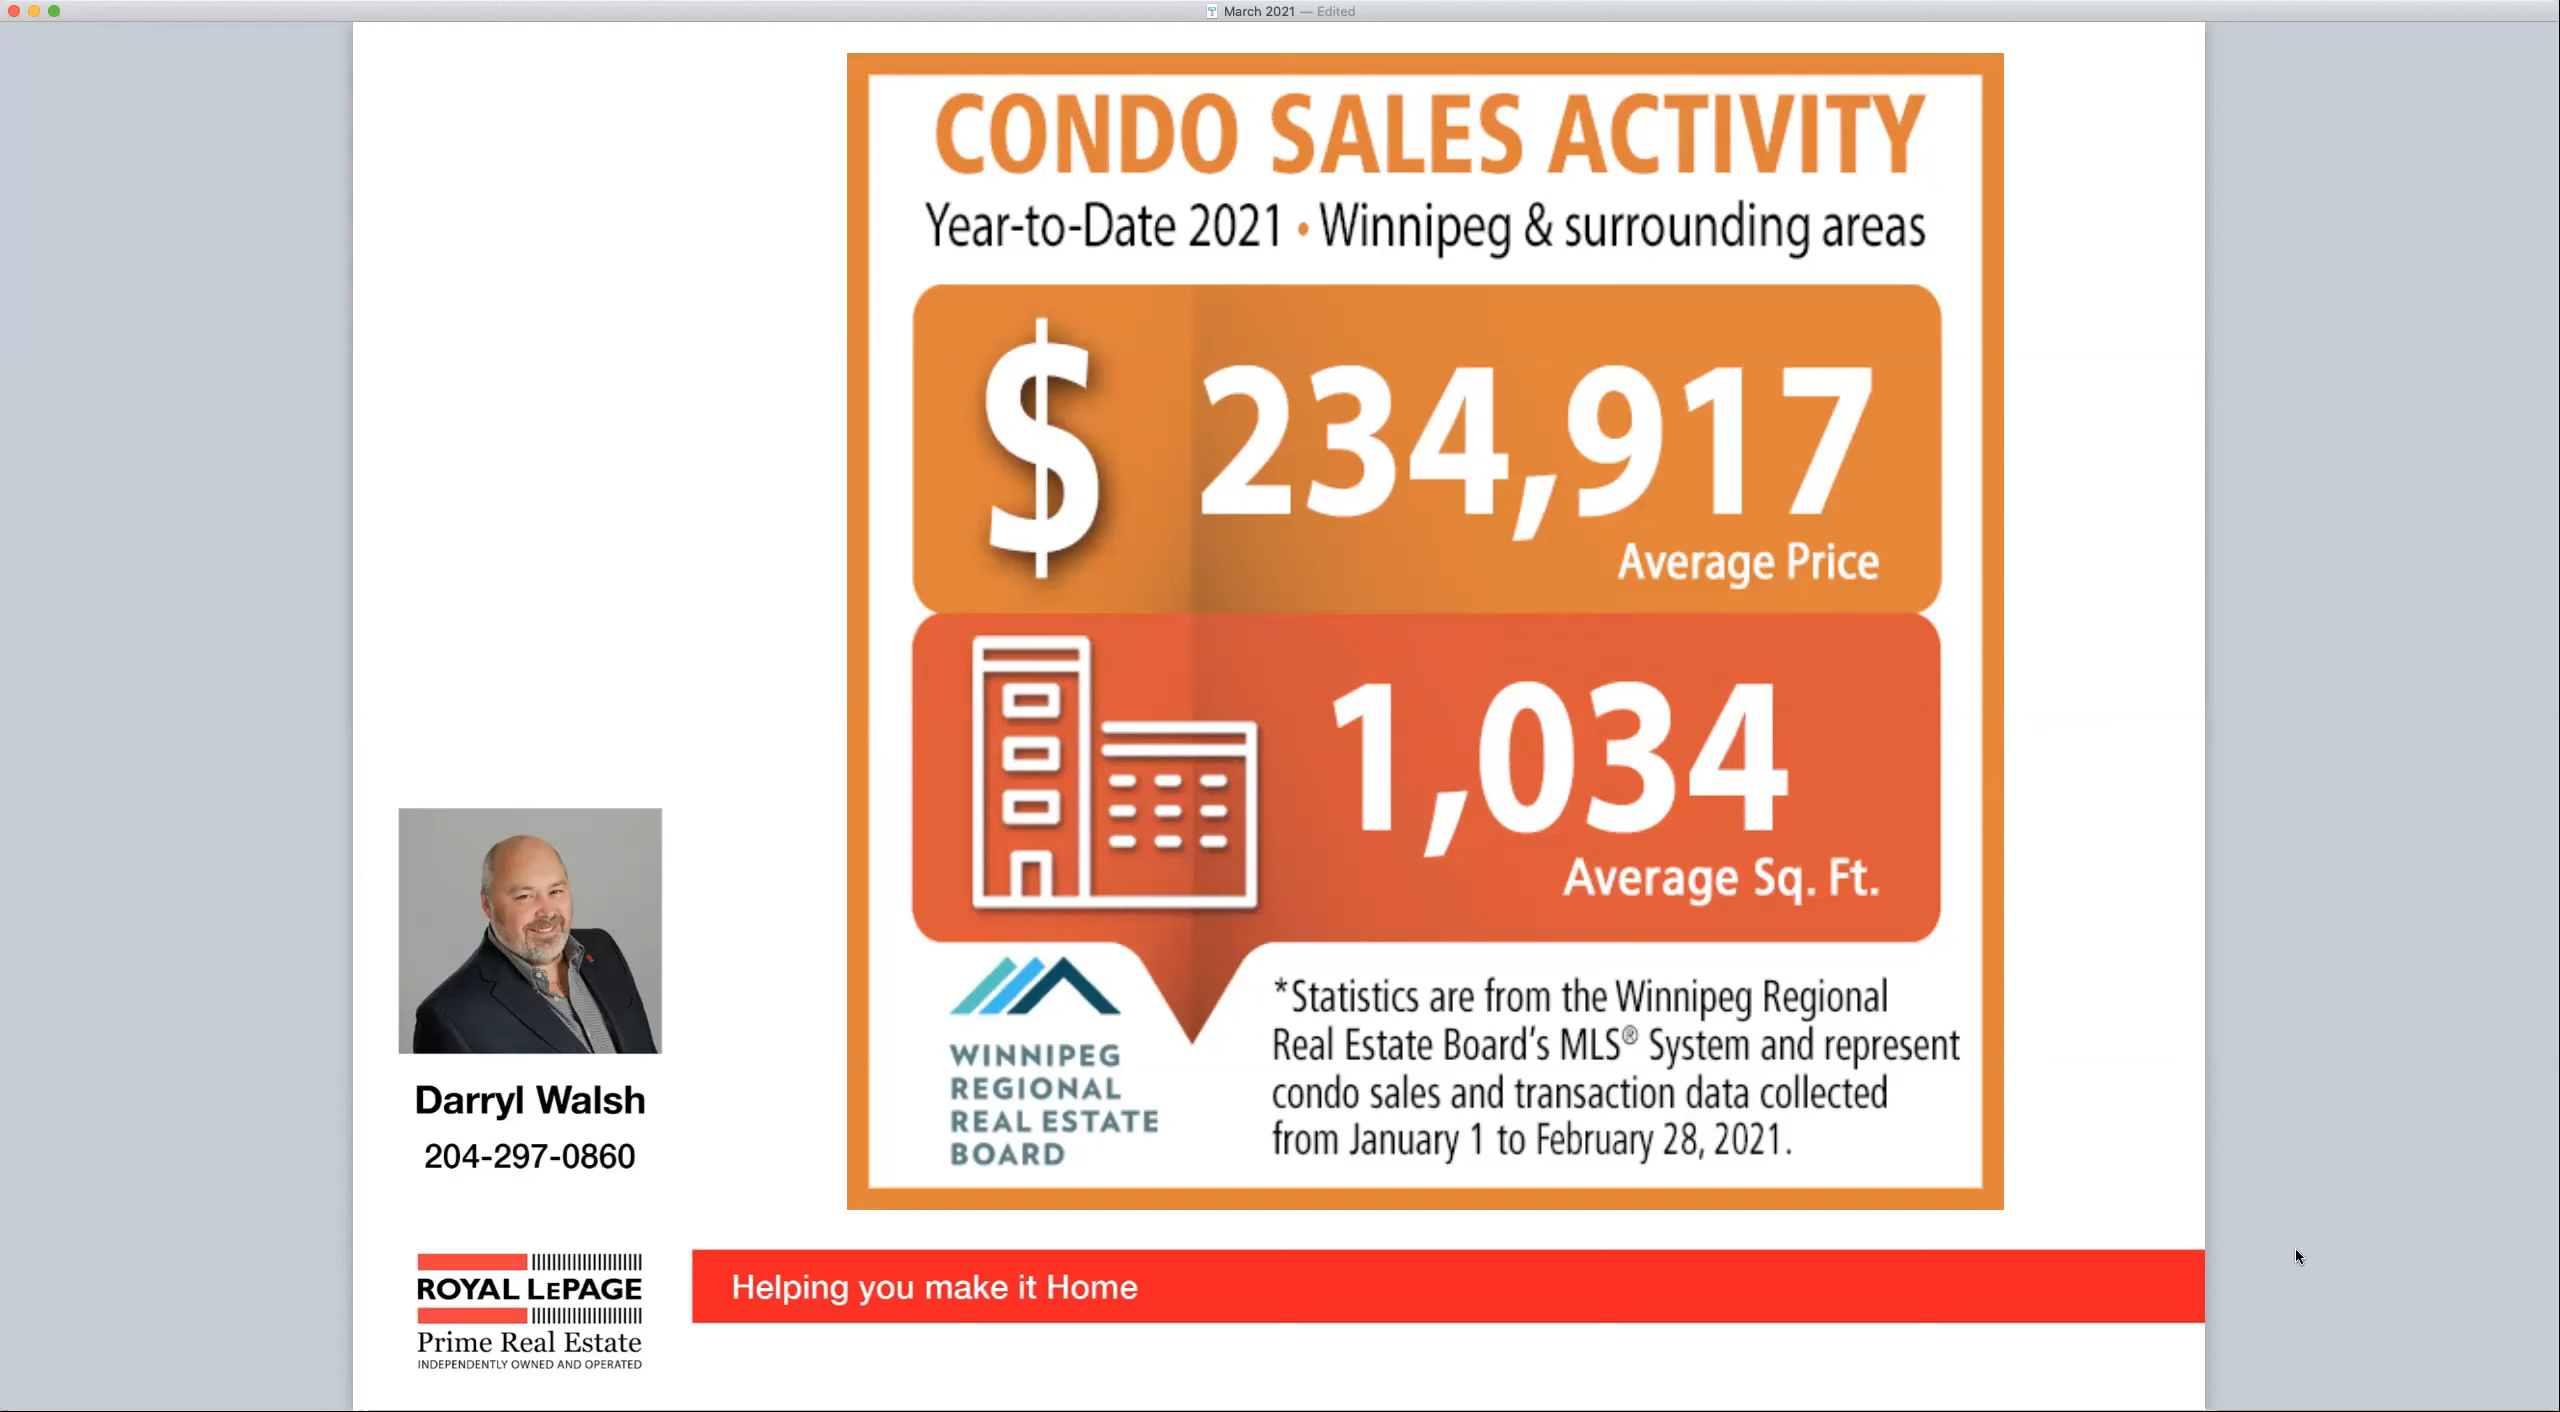 March 2021 — Edited
CONDO SALES ACTIVITY
Year-to-Date 2021 • Winnipeg & surrounding areas
$ 234,917
Average Price
1,034
Average Sq. Ft.
WINNIPEG
REGIONAL
REAL ESTATE
BOARD
*Statistics are from the Winnipeg Regional
Real Estate Board's MLS® System and represent
condo sales and transaction data collected
from January 1 to February 28, 2021.
Darryl Walsh
204-297-0860
ROYAL LEPAGE
Prime Real Estate
INDEPENDENTLY OWNED AND OPERATED
Helping you make it Home